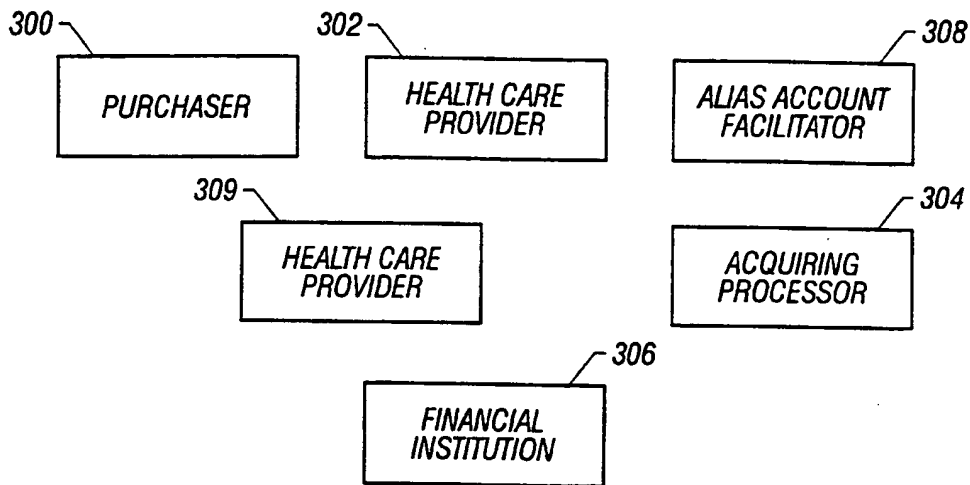 300
302
308
PURCHASER
HEALTH CARE
PROVIDER
ALIAS ACCOUNT
FACILITATOR
309
304
HEALTH CARE
PROVIDER
ACQUIRING
PROCESSOR
306
FINANCIAL
INSTITUTION